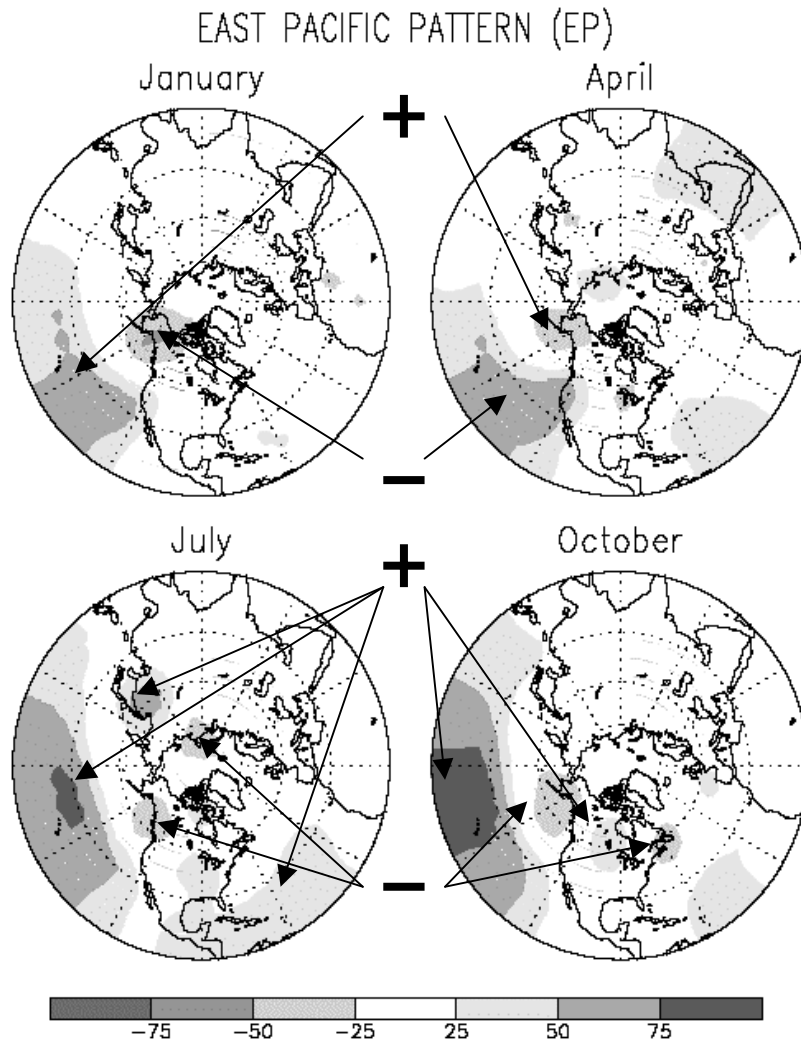 EAST PACIFIC PATTERN (EP)
January
April
+
−
July
October
+
−
−75 −50 −25 25 50 75